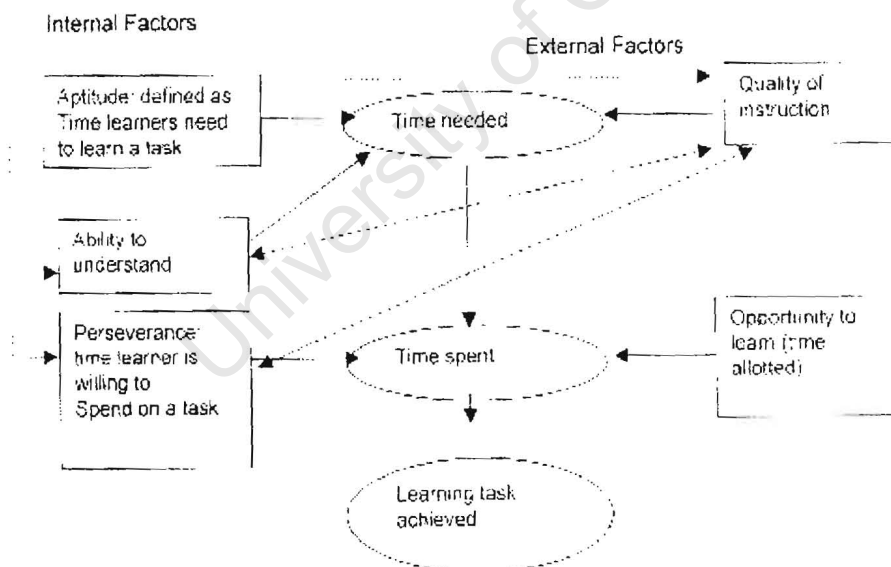 Internal Factors
External Factors
Aptitude: defined as
Time learners need
to learn a task
Time needed
Quality of
instruction
Ability to
understand
Perseverance:
time learner is
willing to
Spend on a task
Time spent
Opportunity to
learn (time
allotted)
Learning task
achieved
University of